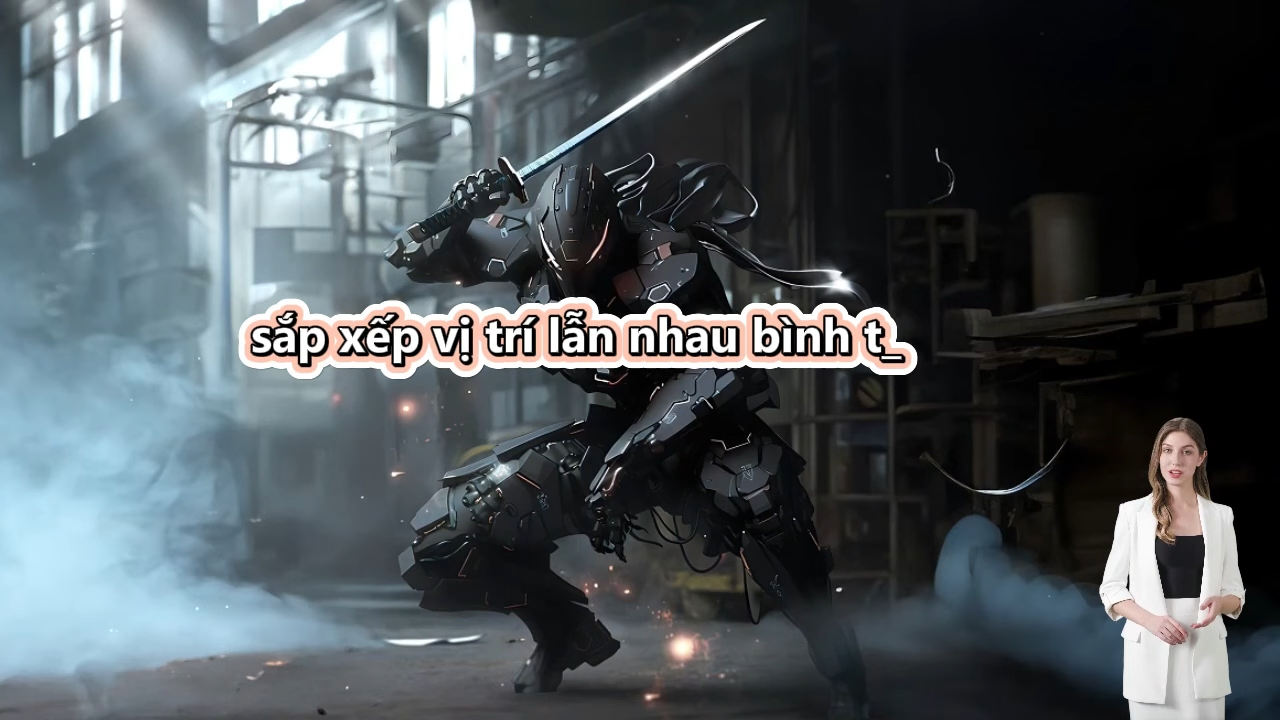 sắp xếp vị trí lẫn nhau bình t_